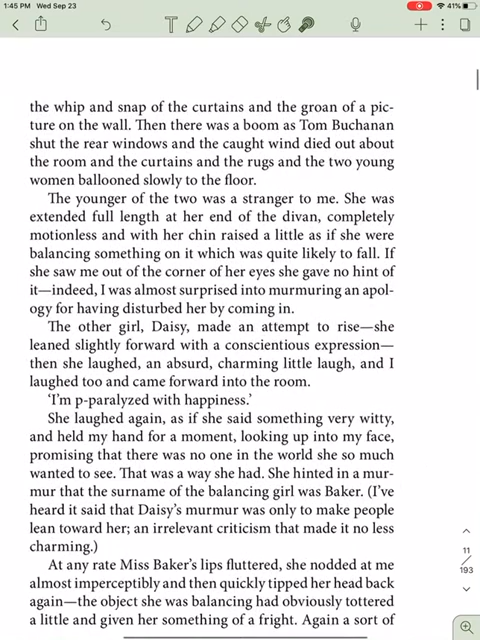 1:45 PM Wed Sep 23
41%
the whip and snap of the curtains and the groan of a pic-
ture on the wall. Then there was a boom as Tom Buchanan
shut the rear windows and the caught wind died out about
the room and the curtains and the rugs and the two young
women ballooned slowly to the floor.
The younger of the two was a stranger to me. She was
extended full length at her end of the divan, completely
motionless and with her chin raised a little as if she were
balancing something on it which was quite likely to fall. If
she saw me out of the corner of her eyes she gave no hint of
it—indeed, I was almost surprised into murmuring an apol-
ogy for having disturbed her by coming in.
The other girl, Daisy, made an attempt to rise—she
leaned slightly forward with a conscientious expression—
then she laughed, an absurd, charming little laugh, and I
laughed too and came forward into the room.
‘I’m p-paralyzed with happiness.’
She laughed again, as if she said something very witty,
and held my hand for a moment, looking up into my face,
promising that there was no one in the world she so much
wanted to see. That was a way she had. She hinted in a mur-
mur that the surname of the balancing girl was Baker. (I’ve
heard it said that Daisy’s murmur was only to make people
lean toward her; an irrelevant criticism that made it no less
charming.)
At any rate Miss Baker’s lips fluttered, she nodded at me
almost imperceptibly and then quickly tipped her head back
again—the object she was balancing had obviously tottered
a little and given her something of a fright. Again a sort of
11
193